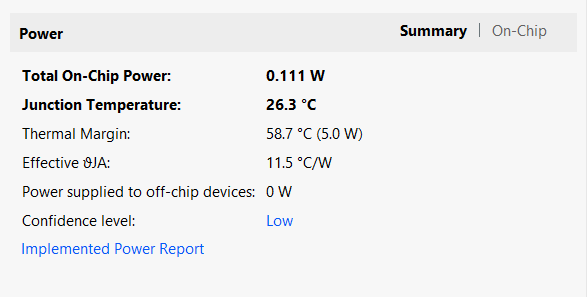 Power Summary | On-Chip
Total On-Chip Power: 0.111 W
Junction Temperature: 26.3 °C
Thermal Margin: 58.7 °C (5.0 W)
Effective ϑJA: 11.5 °C/W
Power supplied to off-chip devices: 0 W
Confidence level: Low
Implemented Power Report